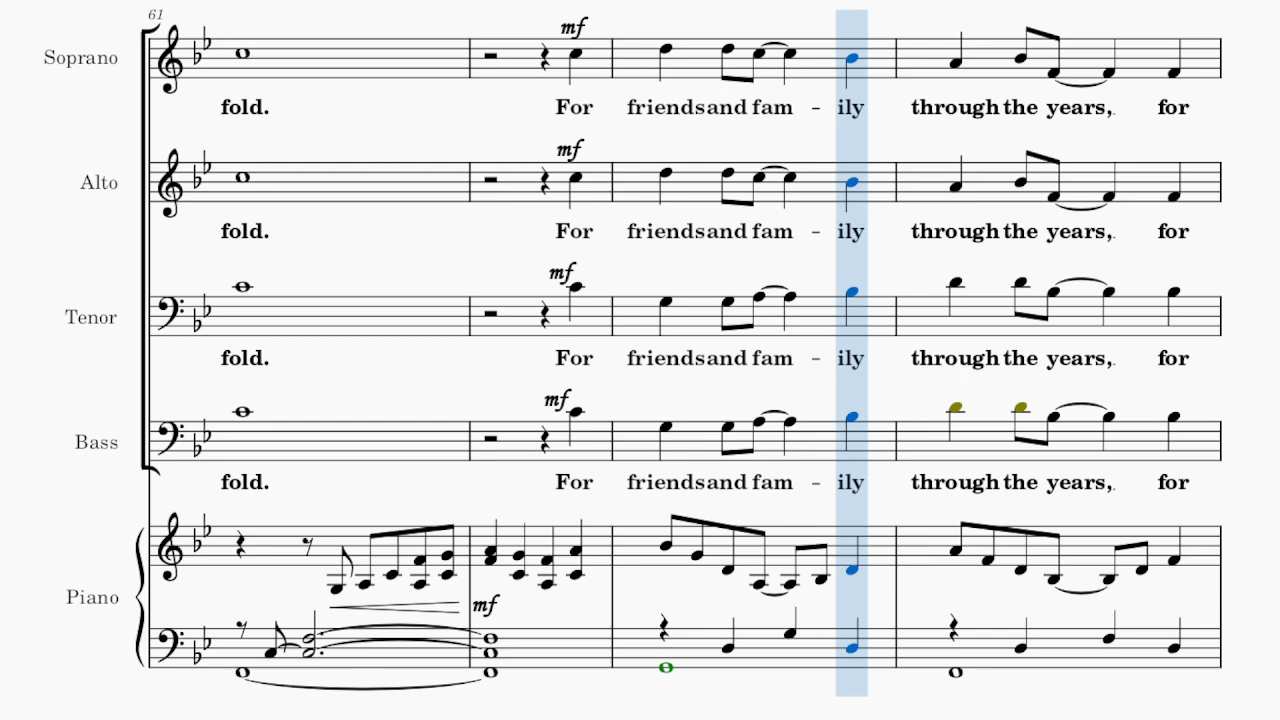 61
mf
Soprano
fold. For friends and fam - ily through the years, for
mf
Alto
fold. For friends and fam - ily through the years, for
mf
Tenor
fold. For friends and fam - ily through the years, for
mf
Bass
fold. For friends and fam - ily through the years, for
Piano
mf